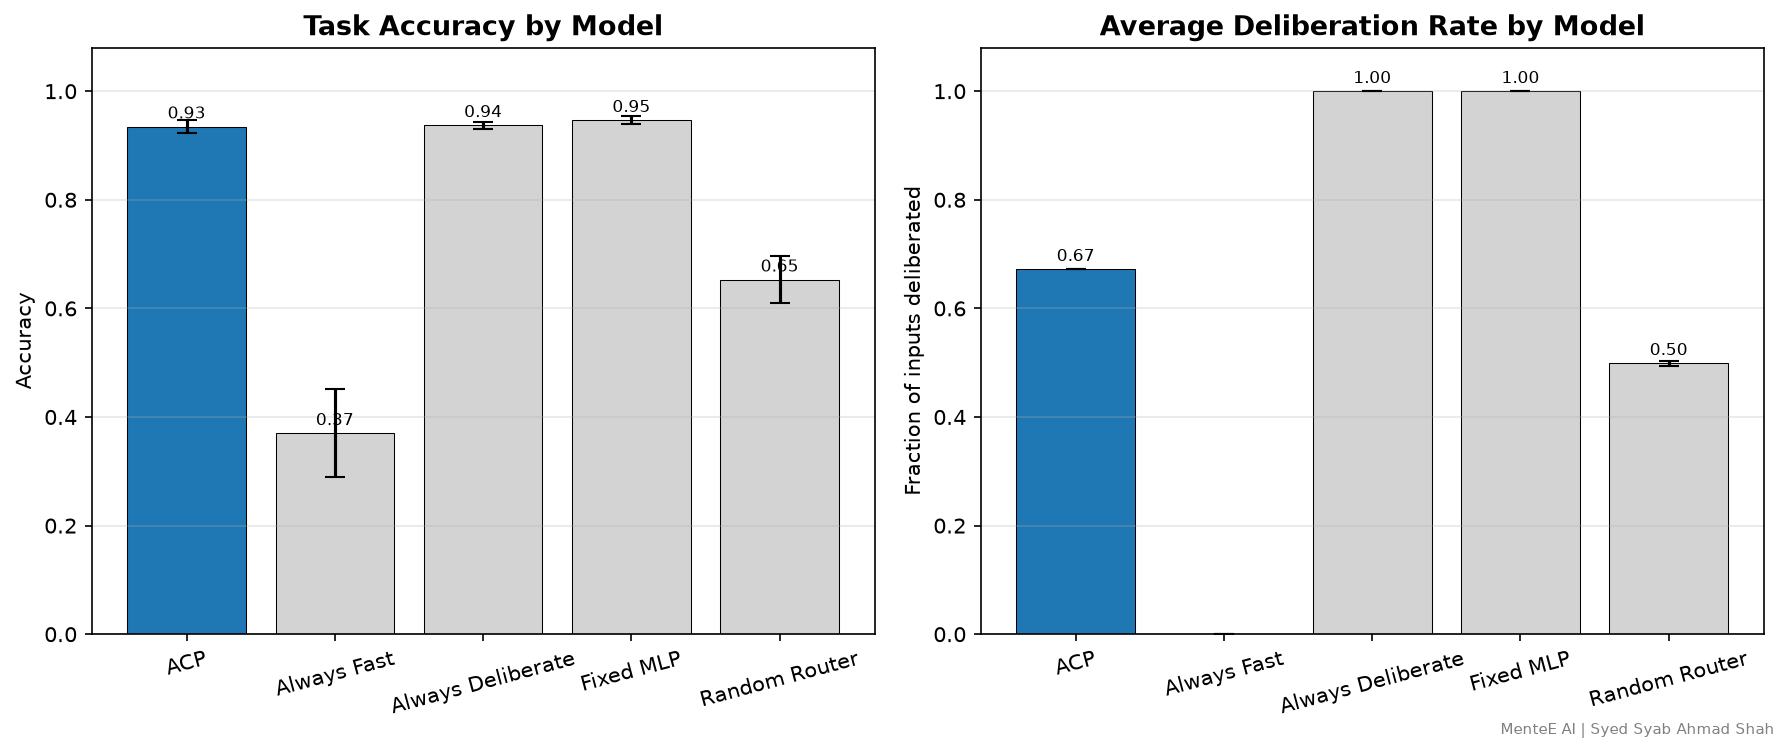 Task Accuracy by Model
Accuracy
1.0
0.8
0.6
0.4
0.2
0.0
0.93
0.37
0.94
0.95
0.65
ACP
Always Fast
Always Deliberate
Fixed MLP
Random Router
Average Deliberation Rate by Model
Fraction of inputs deliberated
1.0
0.8
0.6
0.4
0.2
0.0
0.67
1.00
1.00
0.50
ACP
Always Fast
Always Deliberate
Fixed MLP
Random Router
MenteE AI | Syed Syab Ahmad Shah